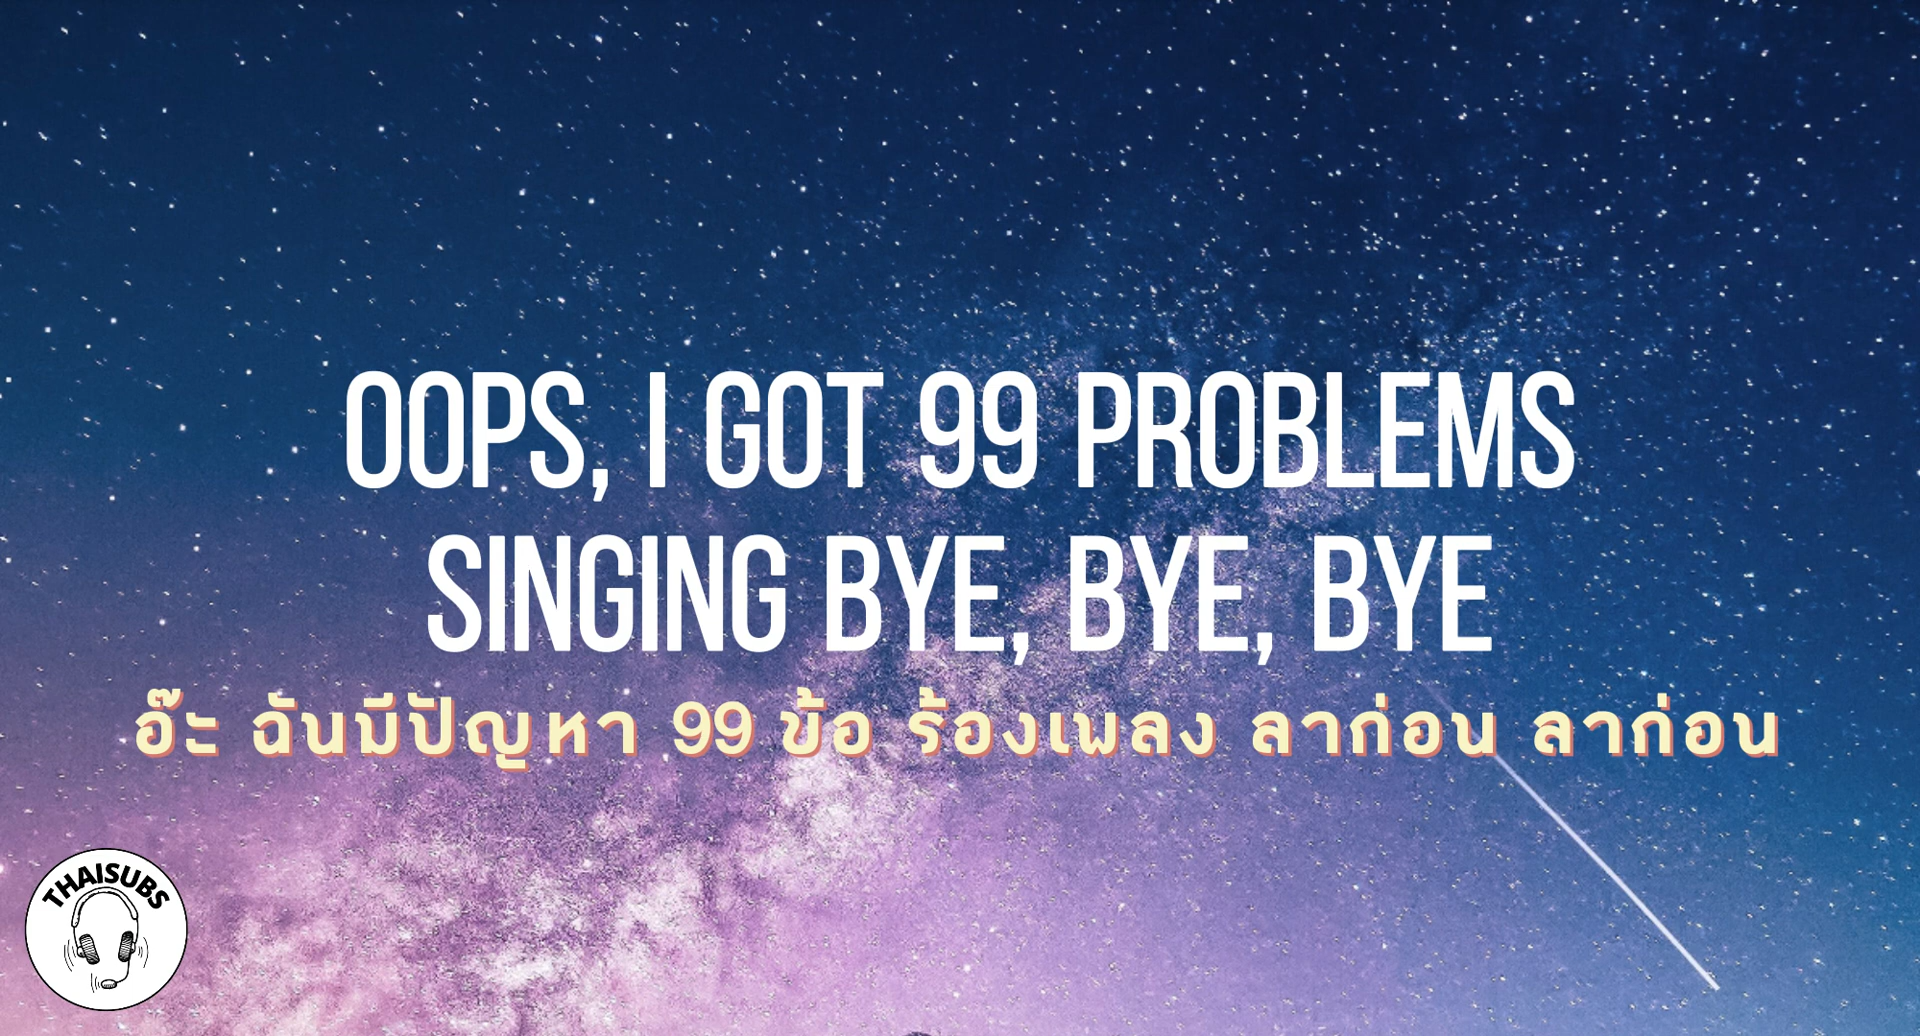 OOPS, I GOT 99 PROBLEMS
SINGING BYE, BYE, BYE
อ๊ะ ฉันมีปัญหา 99 ข้อ ร้องเพลง ลาก่อน ลาก่อน
THAISUBS